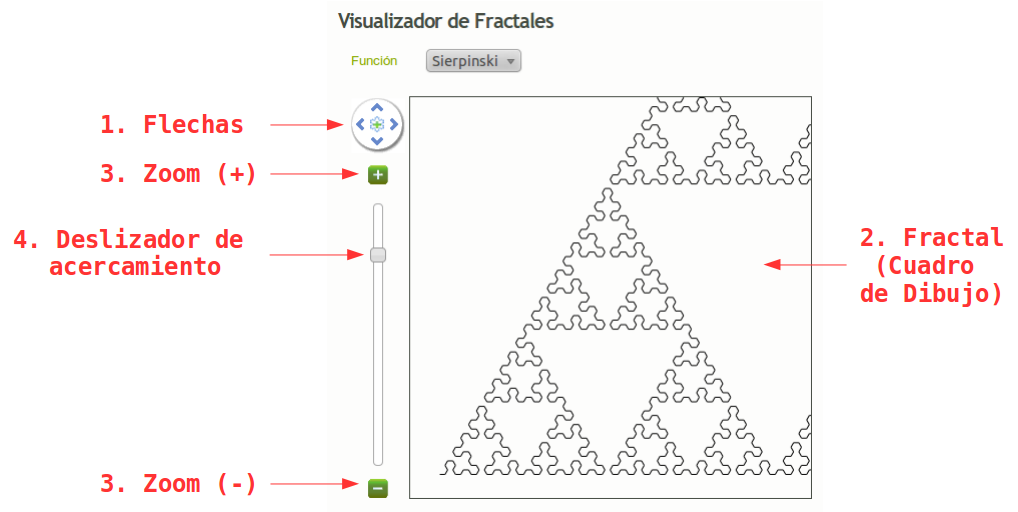 Visualizador de Fractales
Función
Sierpinski
1. Flechas
3. Zoom (+)
4. Deslizador de
acercamiento
2. Fractal
(Cuadro
de Dibujo)
3. Zoom (-)